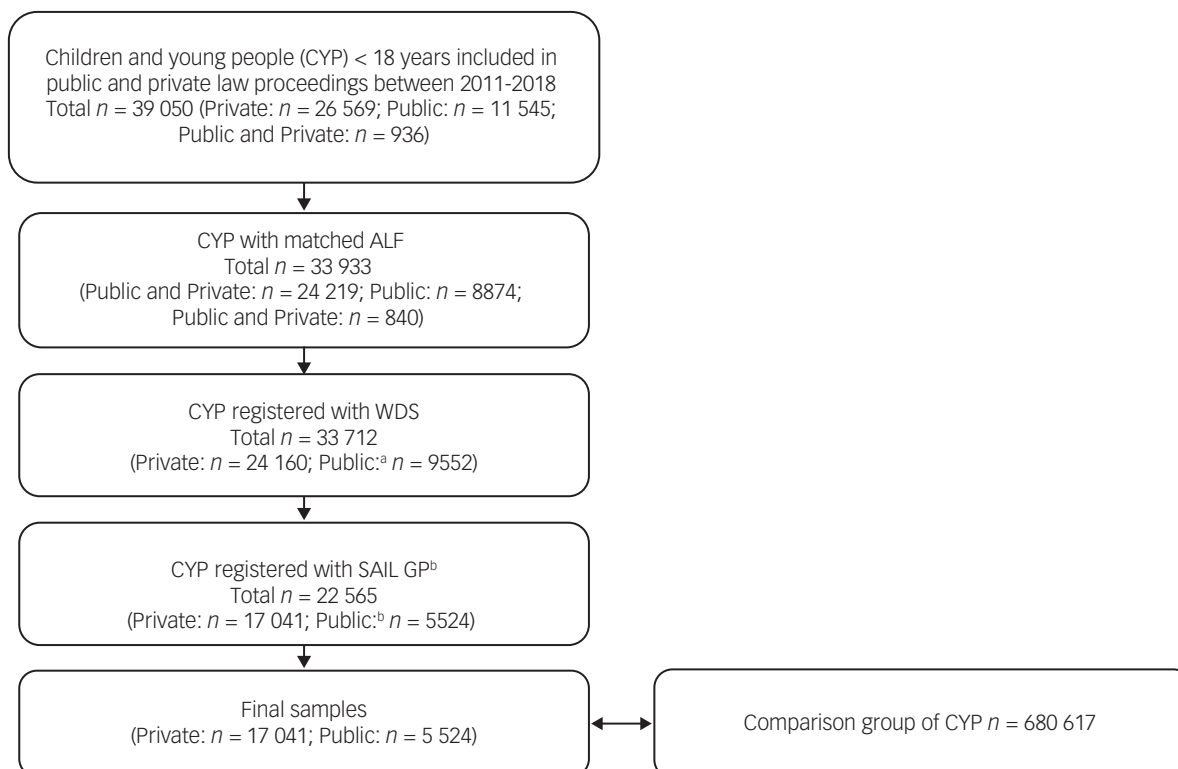 Children and young people (CYP) < 18 years included in
public and private law proceedings between 2011-2018
Total n = 39 050 (Private: n = 26 569; Public: n = 11 545;
Public and Private: n = 936)
CYP with matched ALF
Total n = 33 933
(Public and Private: n = 24 219; Public: n = 8874;
Public and Private: n = 840)
CYP registered with WDS
Total n = 33 712
(Private: n = 24 160; Public:ᵃ n = 9552)
CYP registered with SAIL GPᵇ
Total n = 22 565
(Private: n = 17 041; Public:ᵇ n = 5524)
Final samples
(Private: n = 17 041; Public: n = 5 524)
Comparison group of CYP n = 680 617